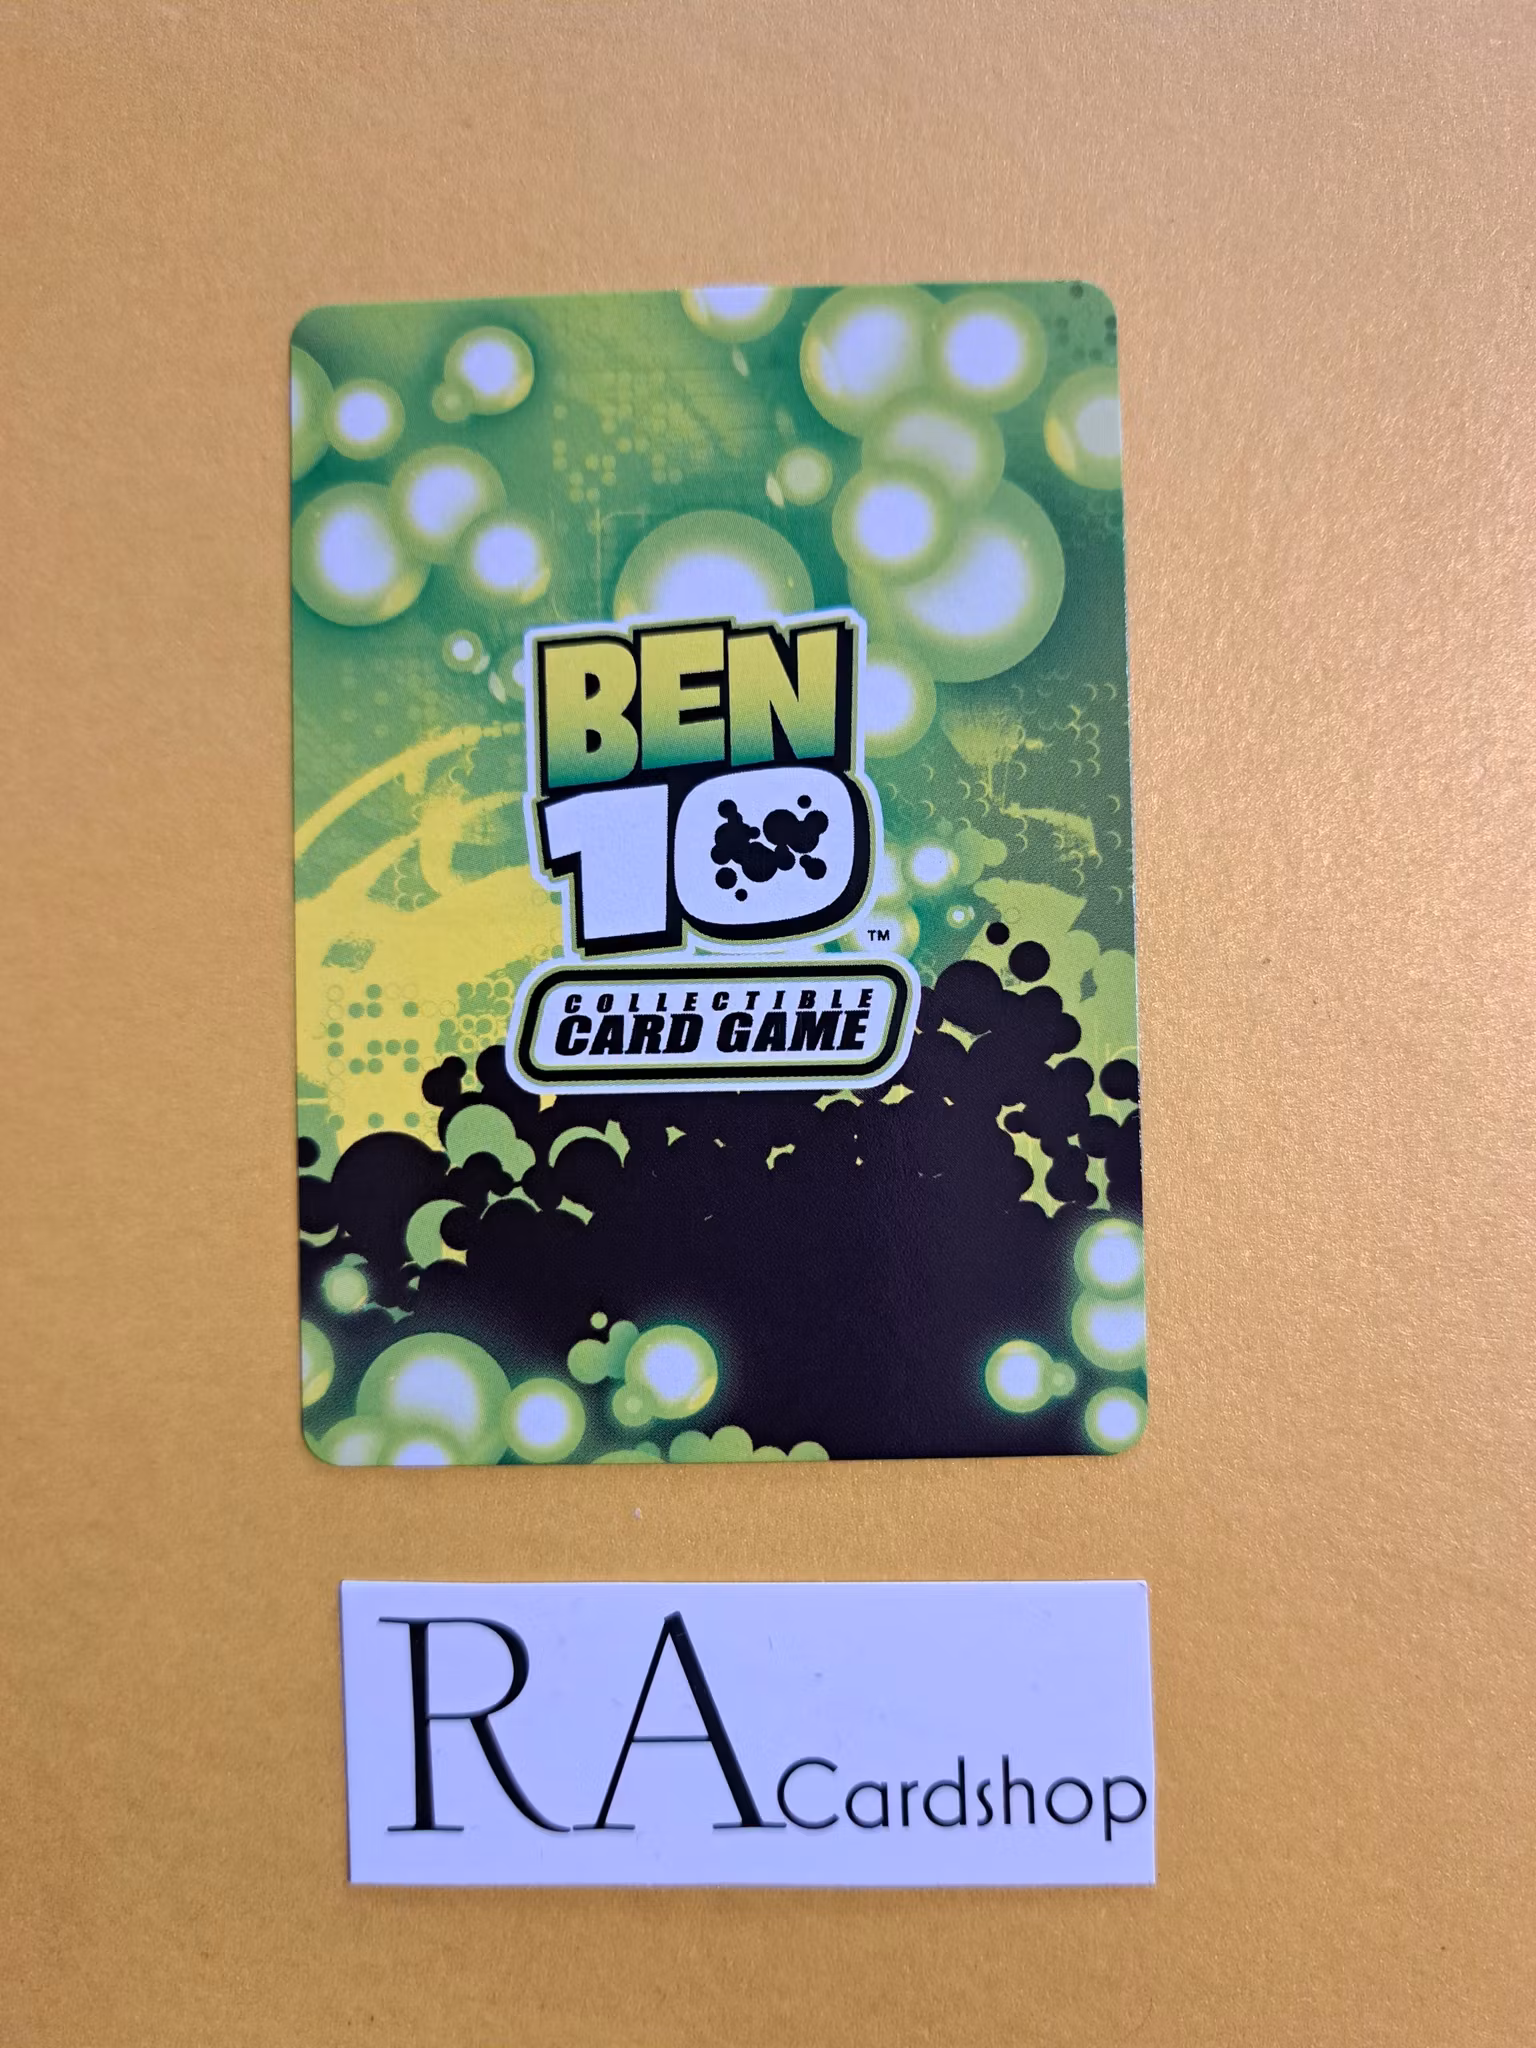 BEN
10
TM
COLLECTIBLE
CARD GAME
RA Cardshop